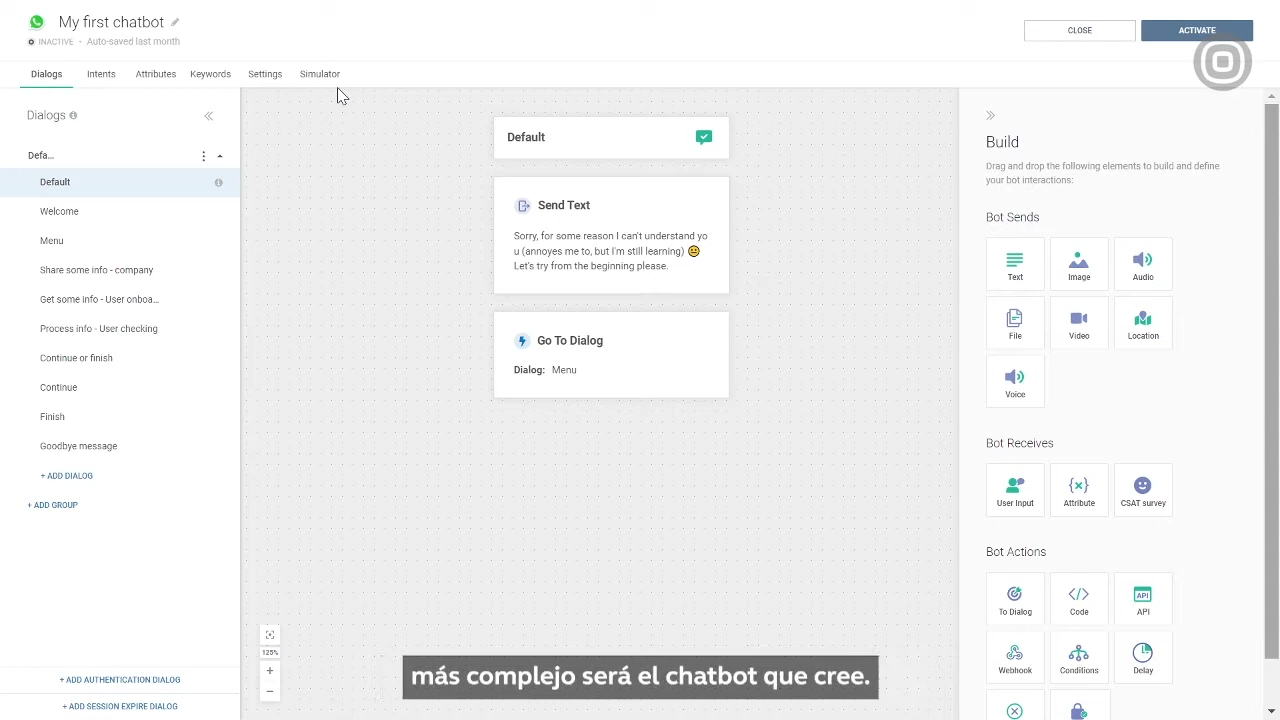 My first chatbot
INACTIVE • Auto-saved last month
CLOSE
ACTIVATE
Dialogs
Intents
Attributes
Keywords
Settings
Simulator
Dialogs
Defa...
Default
Welcome
Menu
Share some info - company
Get some info - User onboa...
Process info - User checking
Continue or finish
Continue
Finish
Goodbye message
+ ADD DIALOG
+ ADD GROUP
+ ADD AUTHENTICATION DIALOG
+ ADD SESSION EXPIRE DIALOG
Default
Send Text
Sorry, for some reason I can't understand yo
u (annoyes me to, but I'm still learning) 😐
Let's try from the beginning please.
Go To Dialog
Dialog: Menu
125%
más complejo será el chatbot que cree.
Build
Drag and drop the following elements to build and define
your bot interactions:
Bot Sends
Text
Image
Audio
File
Video
Location
Voice
Bot Receives
User Input
Attribute
CSAT survey
Bot Actions
To Dialog
Code
API
API
Webhook
Conditions
Delay